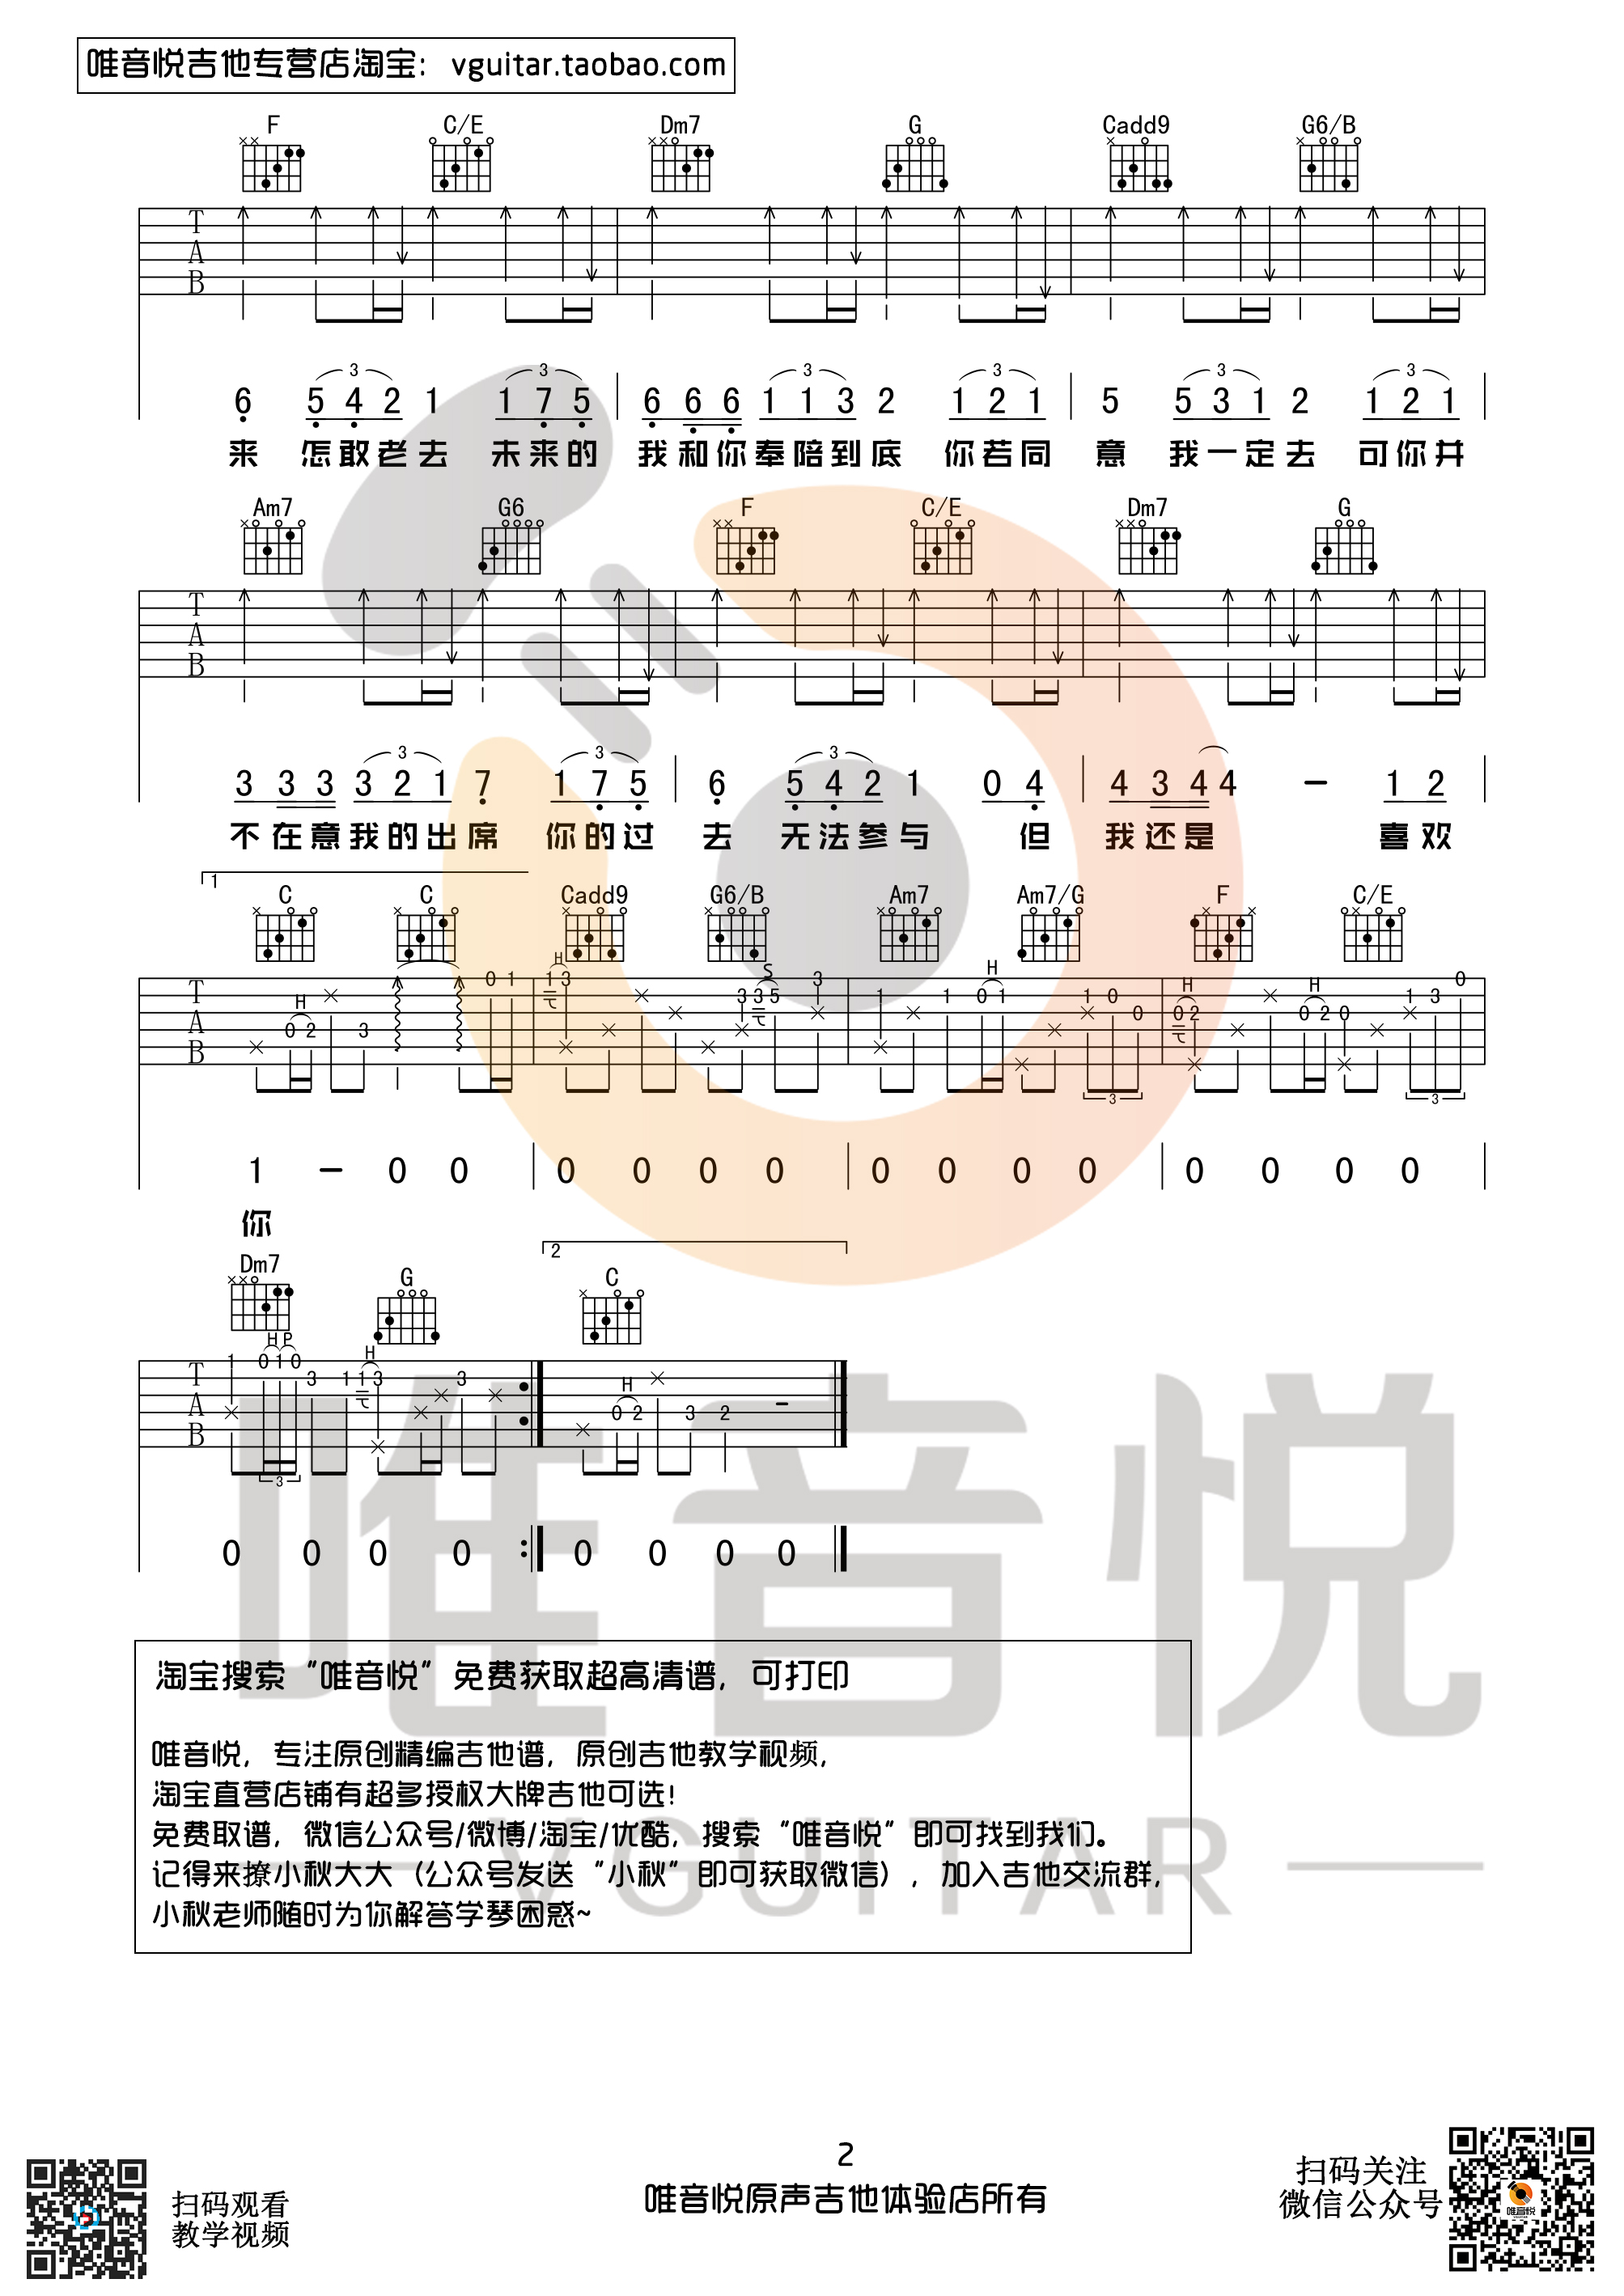 唯音悦吉他专营店淘宝: vguitar.taobao.com
F C/E Dm7 G Cadd9 G6/B
T
A
B
3 3 3 3 3 3
6 5 4 2 1 1 7 5 6 6 6 1 1 3 2 1 2 1 5 5 3 1 2 1 2 1
来 怎敢老去 未来的 我和你奉陪到底 你若同 意 我一定去 可你并
Am7 G6 F C/E Dm7 G
T
A
B
3 3 3
3 3 3 3 2 1 7 1 7 5 6 5 4 2 1 0 4 4 3 4 4 － 1 2
不在意我的出席 你的过 去 无法参与 但 我还是 喜欢
1
C C Cadd9 G6/B Am7 Am7/G F C/E
H H S H H H
T
A
B
0 2 3 0 1 1 3 3 3 5 3 1 1 0 1 1 0 0 0 2 0 2 0 1 3 0
3 3
1 － 0 0 0 0 0 0 0 0 0 0 0 0 0 0
你
2
Dm7 G C
H P H H
T
A
B
1 0 1 0 3 1 1 3 3 0 2 3 2 -
3
0 0 0 0 0 0 0 0
淘宝搜索“唯音悦”免费获取超高清谱，可打印
唯音悦，专注原创精编吉他谱，原创吉他教学视频，
淘宝直营店铺有超多授权大牌吉他可选！
免费取谱，微信公众号/微博/淘宝/优酷，搜索“唯音悦”即可找到我们。
记得来撩小秋大大（公众号发送“小秋”即可获取微信），加入吉他交流群，
小秋老师随时为你解答学琴困惑~
唯音悦
VGUITAR
2
唯音悦原声吉他体验店所有
扫码观看
教学视频
扫码关注
微信公众号
唯音悦